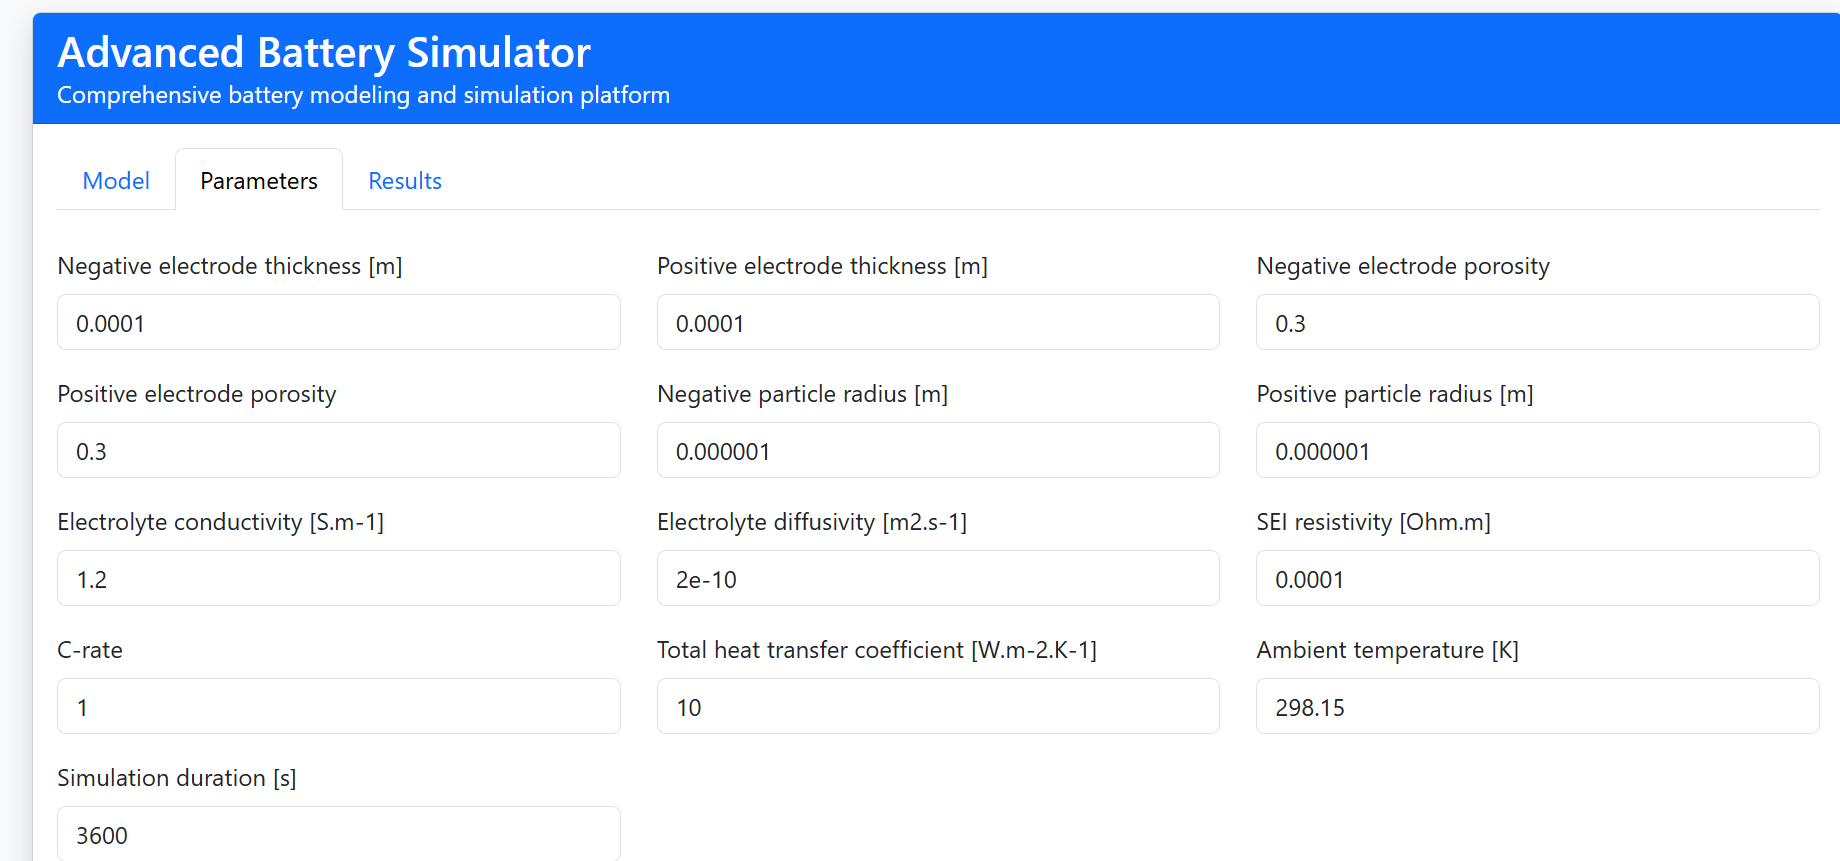 Advanced Battery Simulator
Comprehensive battery modeling and simulation platform
Model Parameters Results
Negative electrode thickness [m] Positive electrode thickness [m] Negative electrode porosity
0.0001 0.0001 0.3
Positive electrode porosity Negative particle radius [m] Positive particle radius [m]
0.3 0.000001 0.000001
Electrolyte conductivity [S.m-1] Electrolyte diffusivity [m2.s-1] SEI resistivity [Ohm.m]
1.2 2e-10 0.0001
C-rate Total heat transfer coefficient [W.m-2.K-1] Ambient temperature [K]
1 10 298.15
Simulation duration [s]
3600